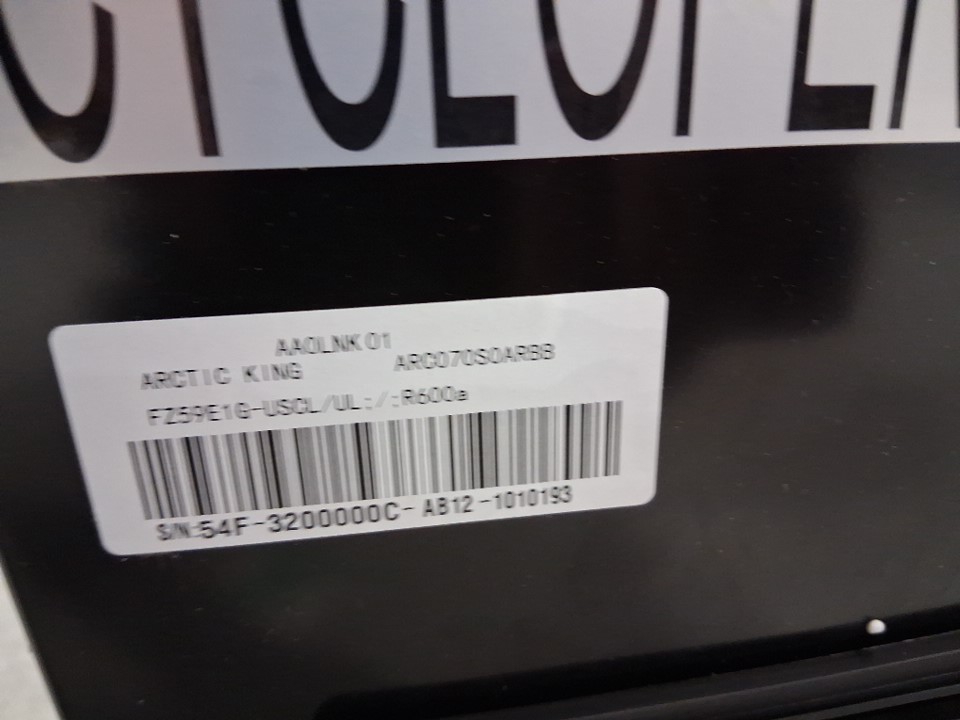 AA0LNK01
ARCTIC KING ARC070S0ARBB
FZ59E1G-USCL/UL:/:R600a
S/N:54F-3200000C-AB12-1010193